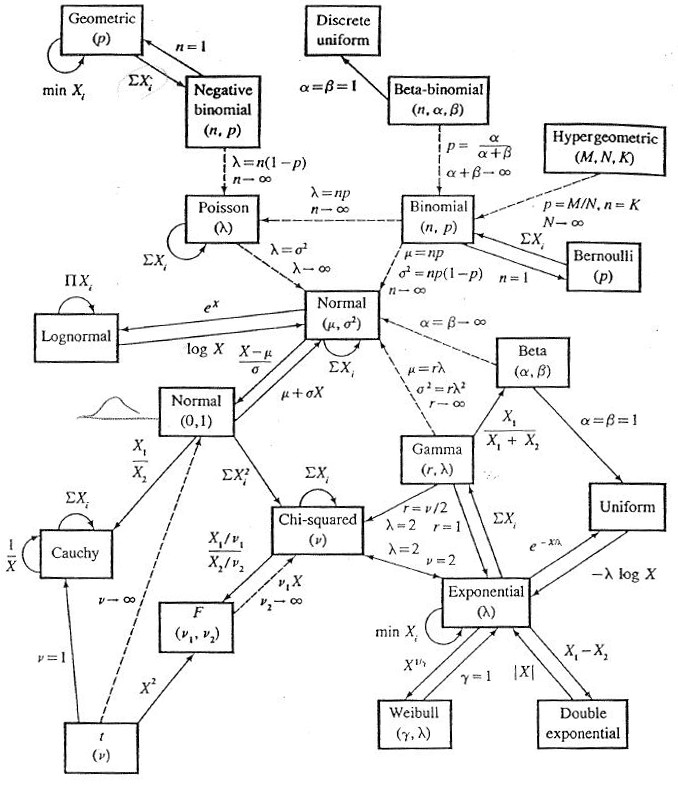 Geometric
(p)
n = 1
min Xᵢ
ΣXᵢ
Negative
binomial
(n, p)
Discrete
uniform
α = β = 1
Beta-binomial
(n, α, β)
p = α / (α+β)
α + β → ∞
Hypergeometric
(M, N, K)
λ = n(1 − p)
n → ∞
λ = np
n → ∞
p = M/N, n = K
N → ∞
Poisson
(λ)
Binomial
(n, p)
ΣXᵢ
Bernoulli
(p)
n = 1
ΣXᵢ
λ = σ²
λ → ∞
μ = np
σ² = np(1 − p)
n → ∞
ΠXᵢ
Lognormal
eˣ
log X
Normal
(μ, σ²)
ΣXᵢ
α = β → ∞
Beta
(α, β)
(X − μ) / σ
μ + σX
μ = rλ
σ² = rλ²
r → ∞
Normal
(0,1)
X₁ / (X₁ + X₂)
α = β = 1
X₁ / X₂
ΣXᵢ²
Gamma
(r, λ)
ΣXᵢ
Chi-squared
(ν)
r = ν/2
λ = 2
r = 1
ΣXᵢ
Uniform
ΣXᵢ
1/X
Cauchy
(X₁/ν₁) / (X₂/ν₂)
ν₁X
ν₂ → ∞
λ = 2
ν = 2
e^(−X/λ)
−λ log X
ν → ∞
F
(ν₁, ν₂)
Exponential
(λ)
min Xᵢ
ν = 1
X²
X^(1/γ)
γ = 1
|X|
X₁ − X₂
t
(ν)
Weibull
(γ, λ)
Double
exponential